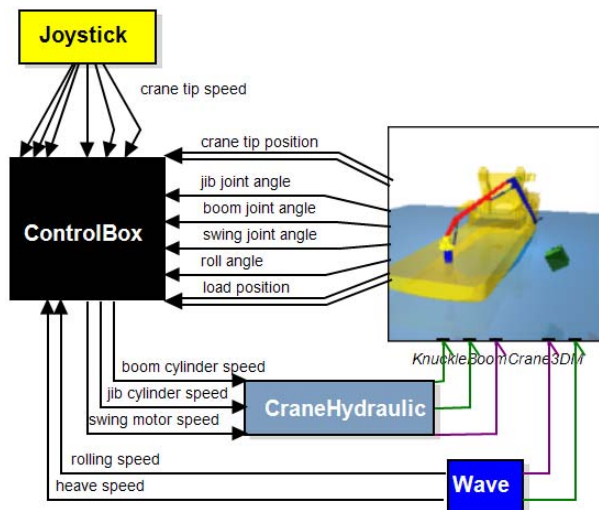 Joystick
crane tip speed
crane tip position
jib joint angle
ControlBox
boom joint angle
swing joint angle
roll angle
load position
KnuckleBoomCrane3DM
boom cylinder speed
jib cylinder speed
CraneHydraulic
swing motor speed
rolling speed
Wave
heave speed